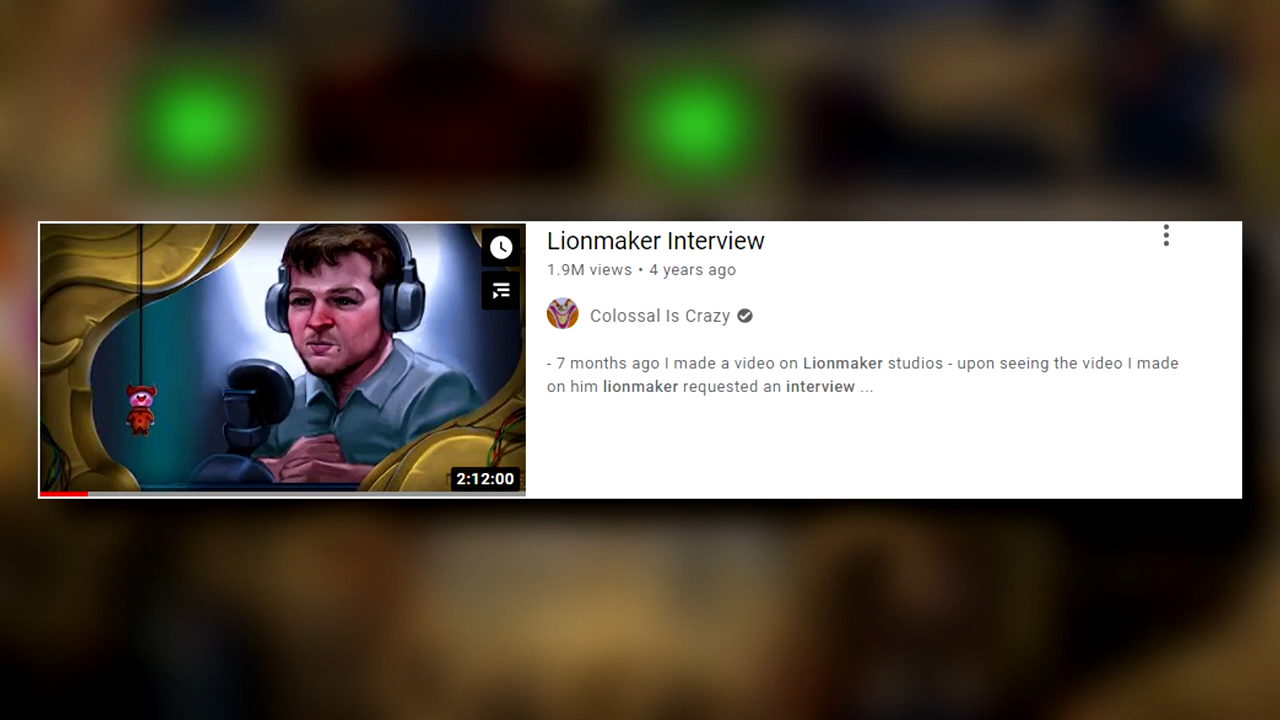 Lionmaker Interview
1.9M views • 4 years ago
Colossal Is Crazy
- 7 months ago I made a video on Lionmaker studios - upon seeing the video I made
on him lionmaker requested an interview ...
2:12:00